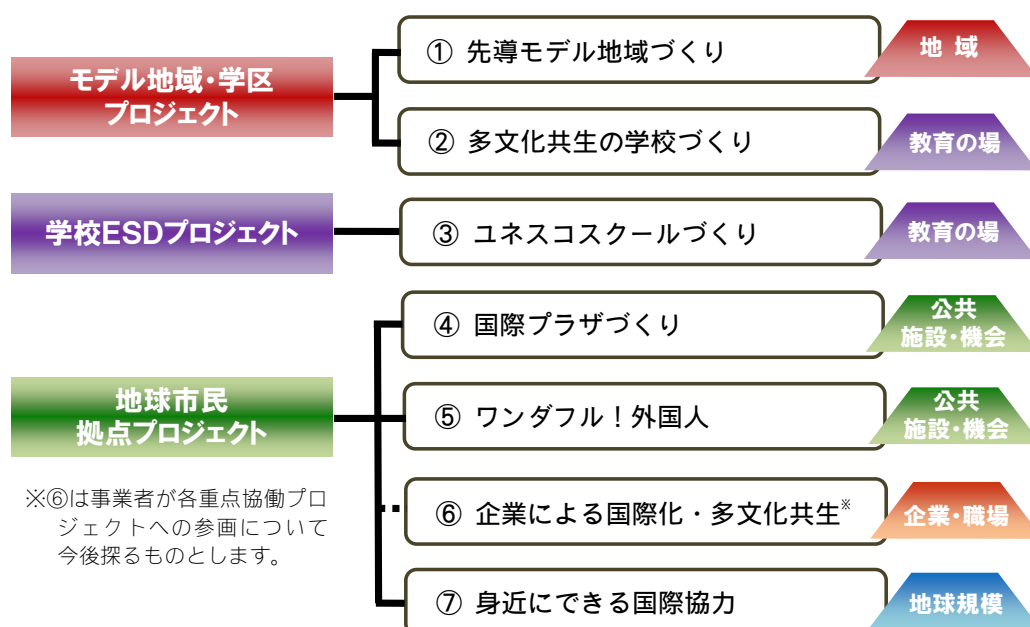 モデル地域・学区
プロジェクト
① 先導モデル地域づくり
地 域
② 多文化共生の学校づくり
教育の場
学校ESDプロジェクト
③ ユネスコスクールづくり
教育の場
地球市民
拠点プロジェクト
④ 国際プラザづくり
公共
施設・機会
⑤ ワンダフル！外国人
公共
施設・機会
⑥ 企業による国際化・多文化共生※
企業・職場
⑦ 身近にできる国際協力
地球規模
※⑥は事業者が各重点協働プロ
ジェクトへの参画について
今後探るものとします。